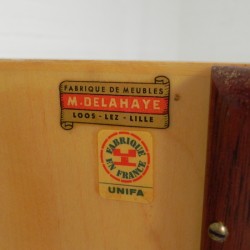 FABRIQUE DE MEUBLES
M. DELAHAYE
LOOS - LEZ - LILLE
FABRIQUÉ
EN FRANCE
UNIFA